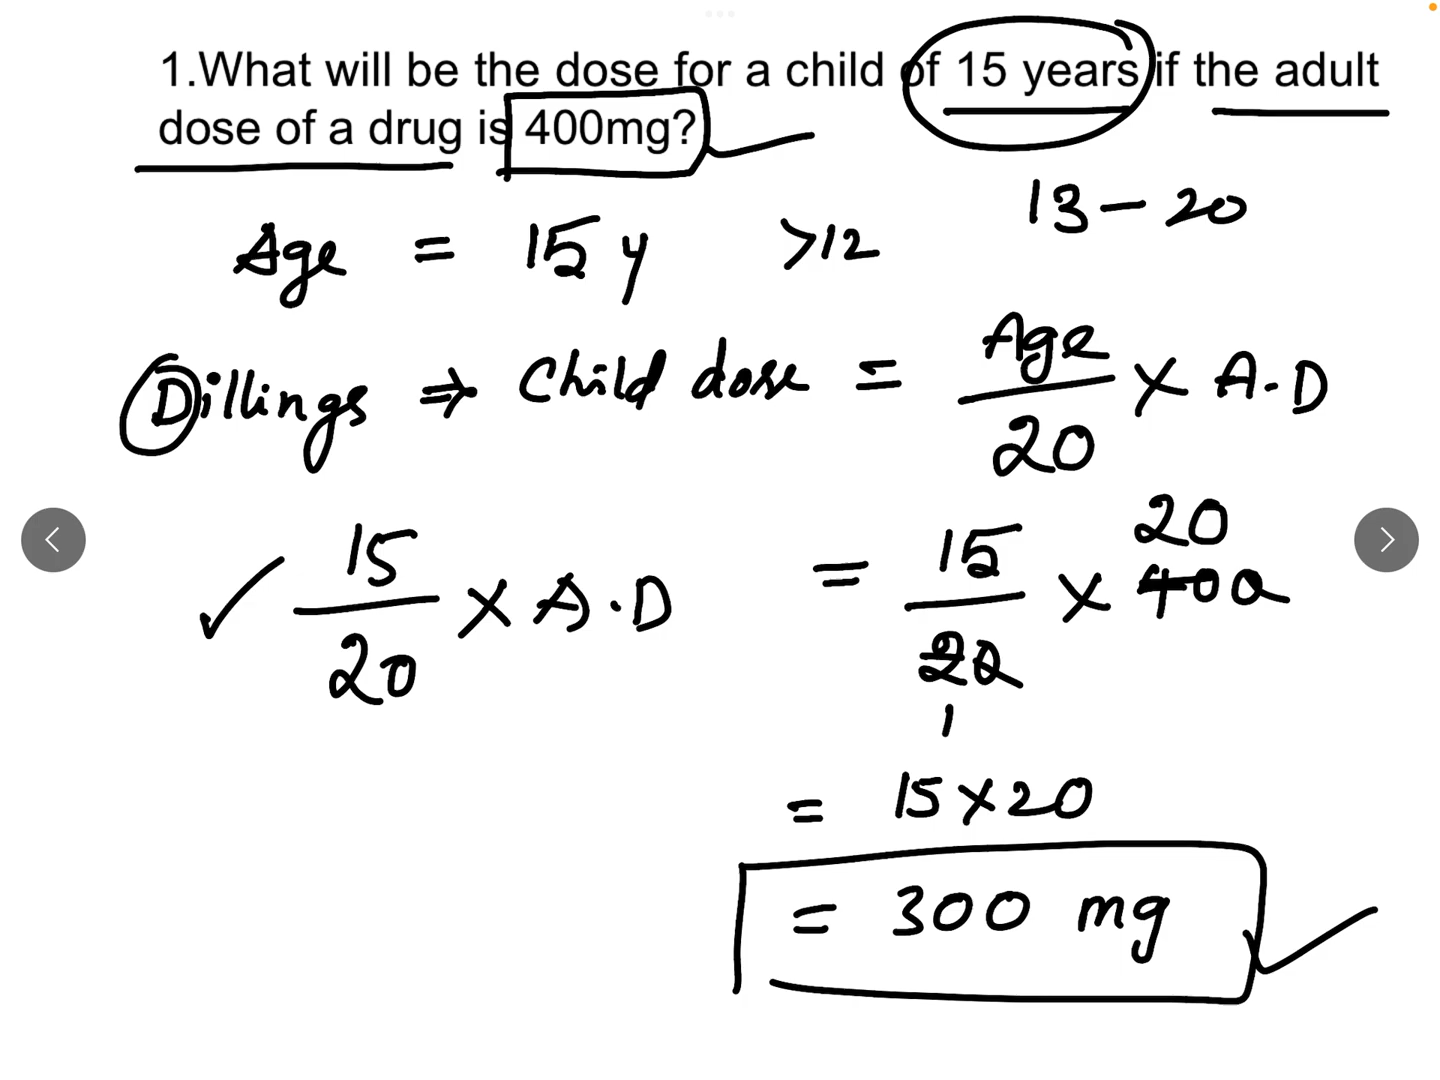 1.What will be the dose for a child of 15 years if the adult
dose of a drug is 400mg?
13 - 20
Age = 15 y >12
Dillings ⇒ Child dose = Age/20 × A.D
✓ 15/20 × A.D
= 15/20 × 400
20
1
= 15×20
= 300 mg